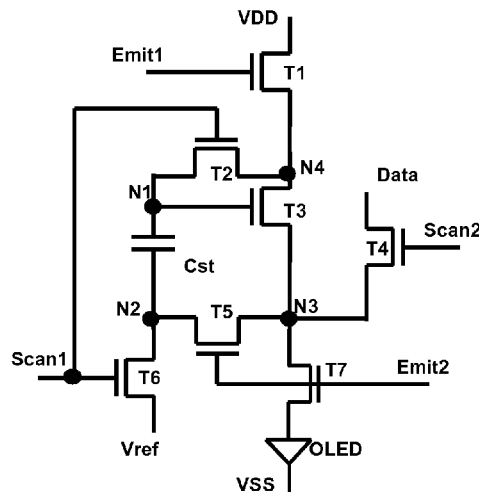 VDD
Emit1
T1
T2
N4
N1
T3
Data
Cst
T4
Scan2
N2
T5
N3
Scan1
T6
T7
Emit2
Vref
OLED
VSS